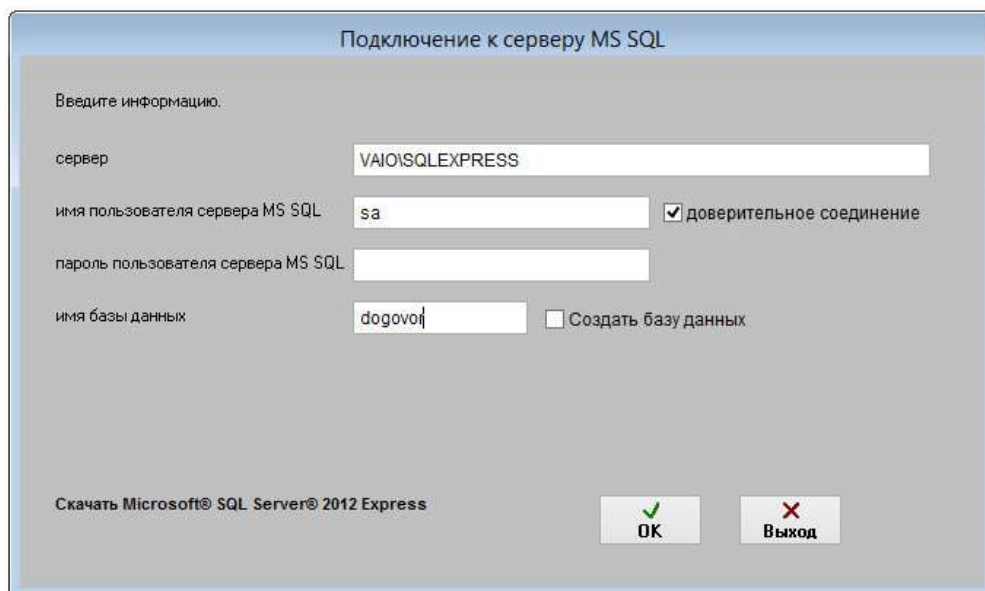 Подключение к серверу MS SQL
Введите информацию.
сервер VAIO\SQLEXPRESS
имя пользователя сервера MS SQL sa доверительное соединение
пароль пользователя сервера MS SQL
имя базы данных dogovor Создать базу данных
Скачать Microsoft® SQL Server® 2012 Express
OK Выход